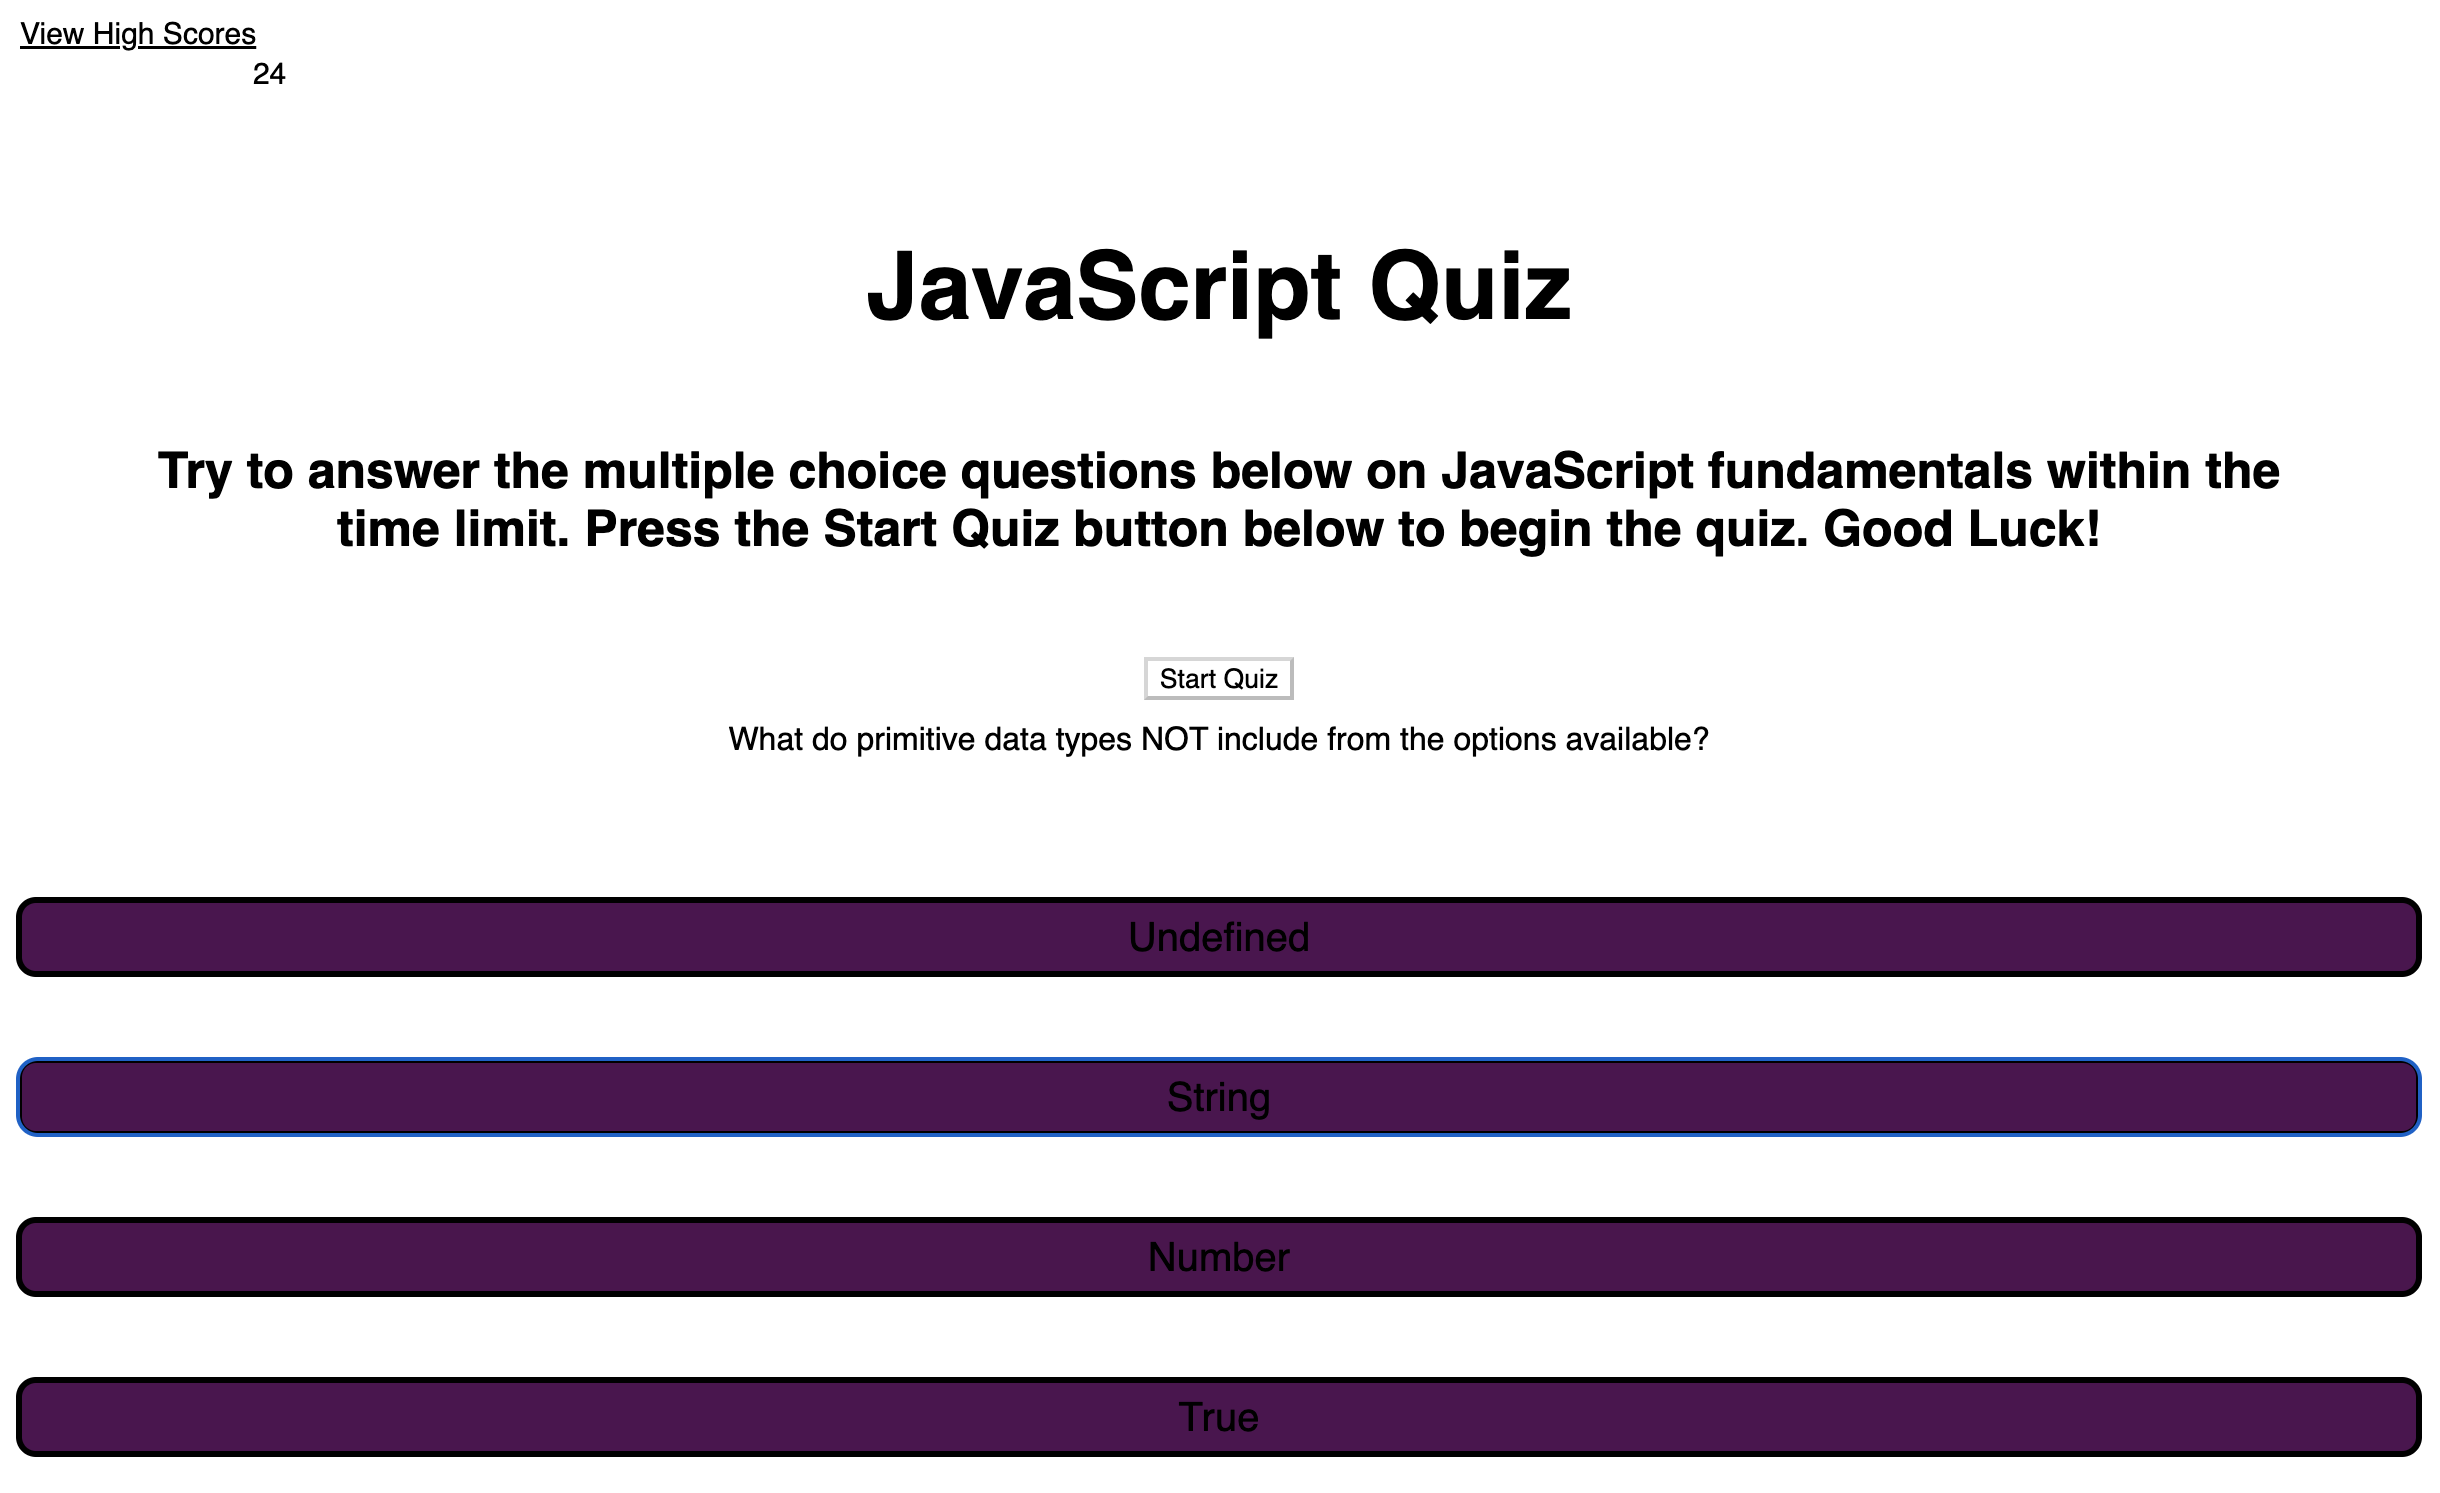 View High Scores
24
JavaScript Quiz
Try to answer the multiple choice questions below on JavaScript fundamentals within the
time limit. Press the Start Quiz button below to begin the quiz. Good Luck!
Start Quiz
What do primitive data types NOT include from the options available?
Undefined
String
Number
True